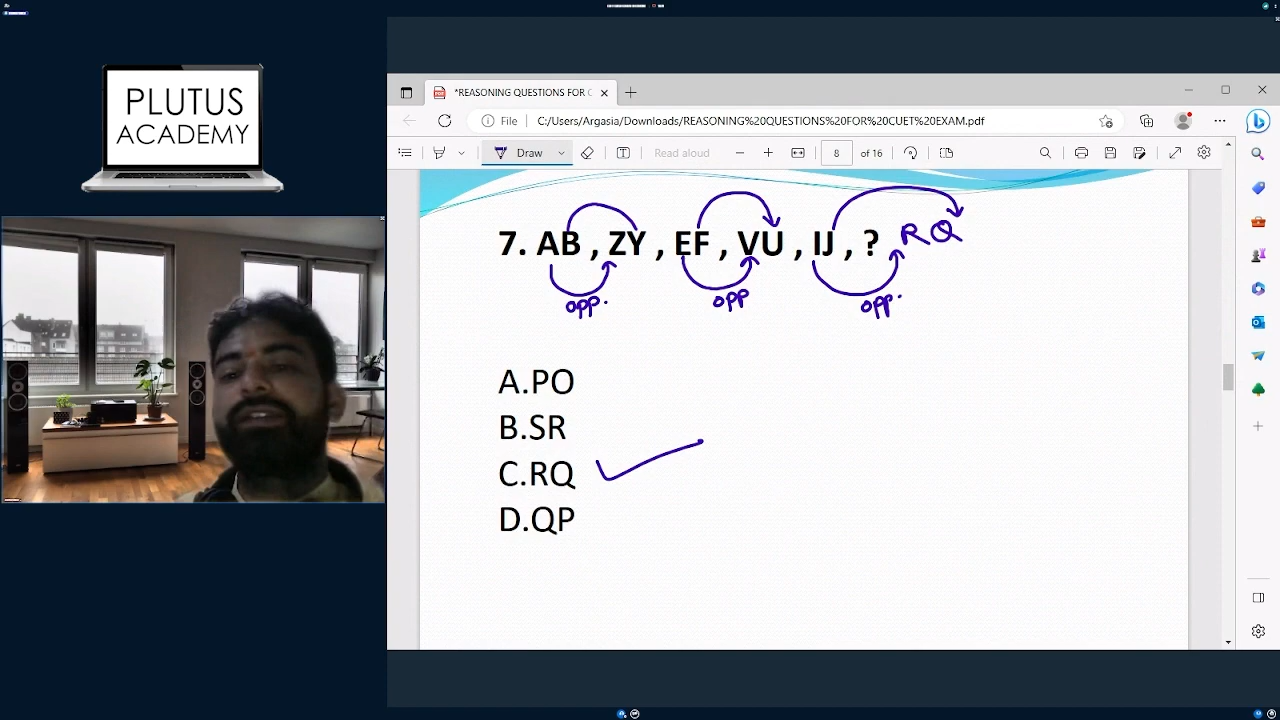 PLUTUS
ACADEMY
*REASONING QUESTIONS FOR C
File
C:/Users/Argasia/Downloads/REASONING%20QUESTIONS%20FOR%20CUET%20EXAM.pdf
Draw
Read aloud
8 of 16
7. AB , ZY , EF , VU , IJ , ? RQ
opp. opp opp.
A.PO
B.SR
C.RQ
D.QP